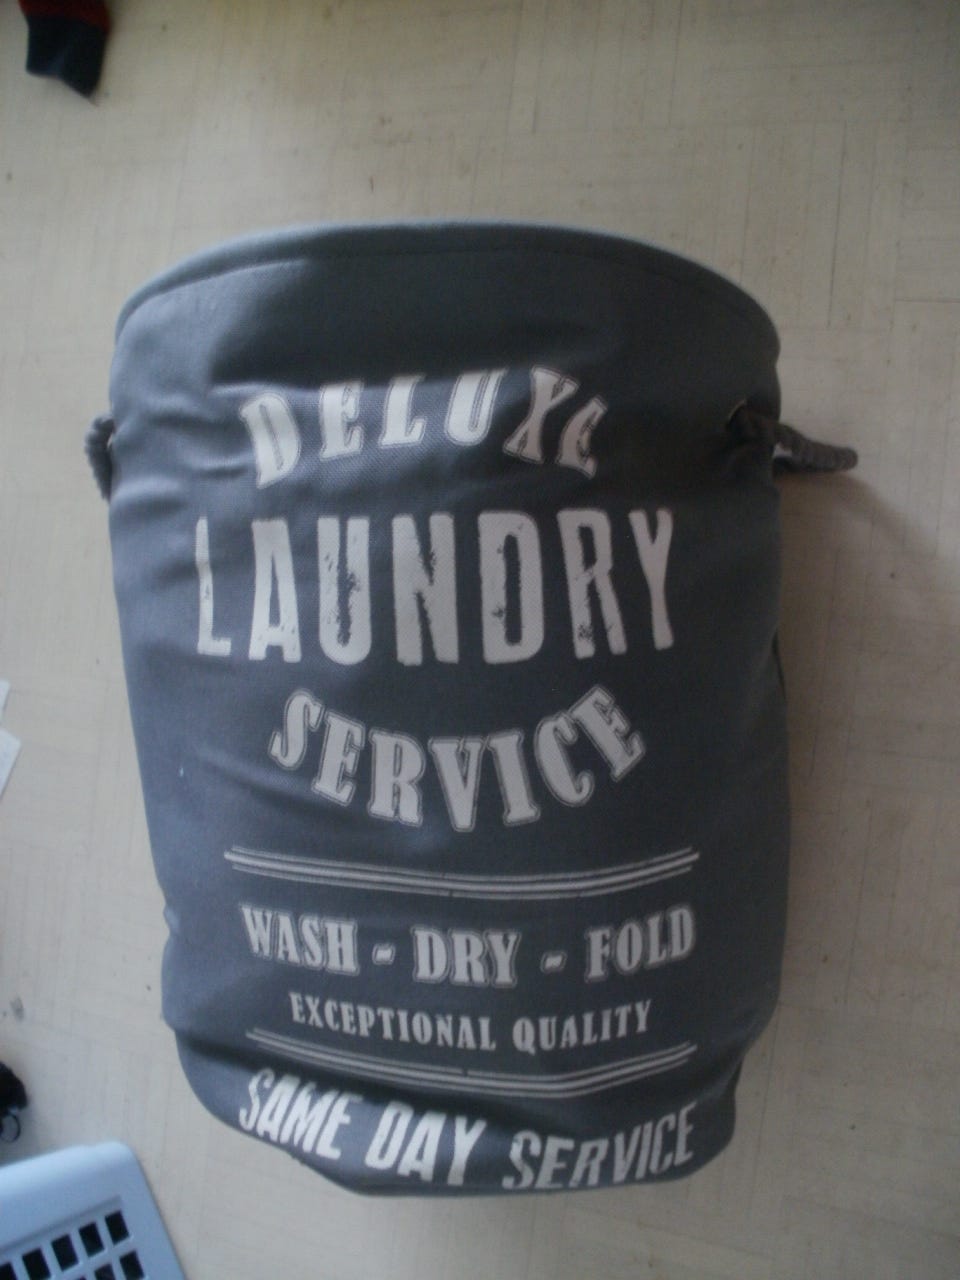 DELUXE
LAUNDRY
SERVICE
WASH - DRY - FOLD
EXCEPTIONAL QUALITY
SAME DAY SERVICE